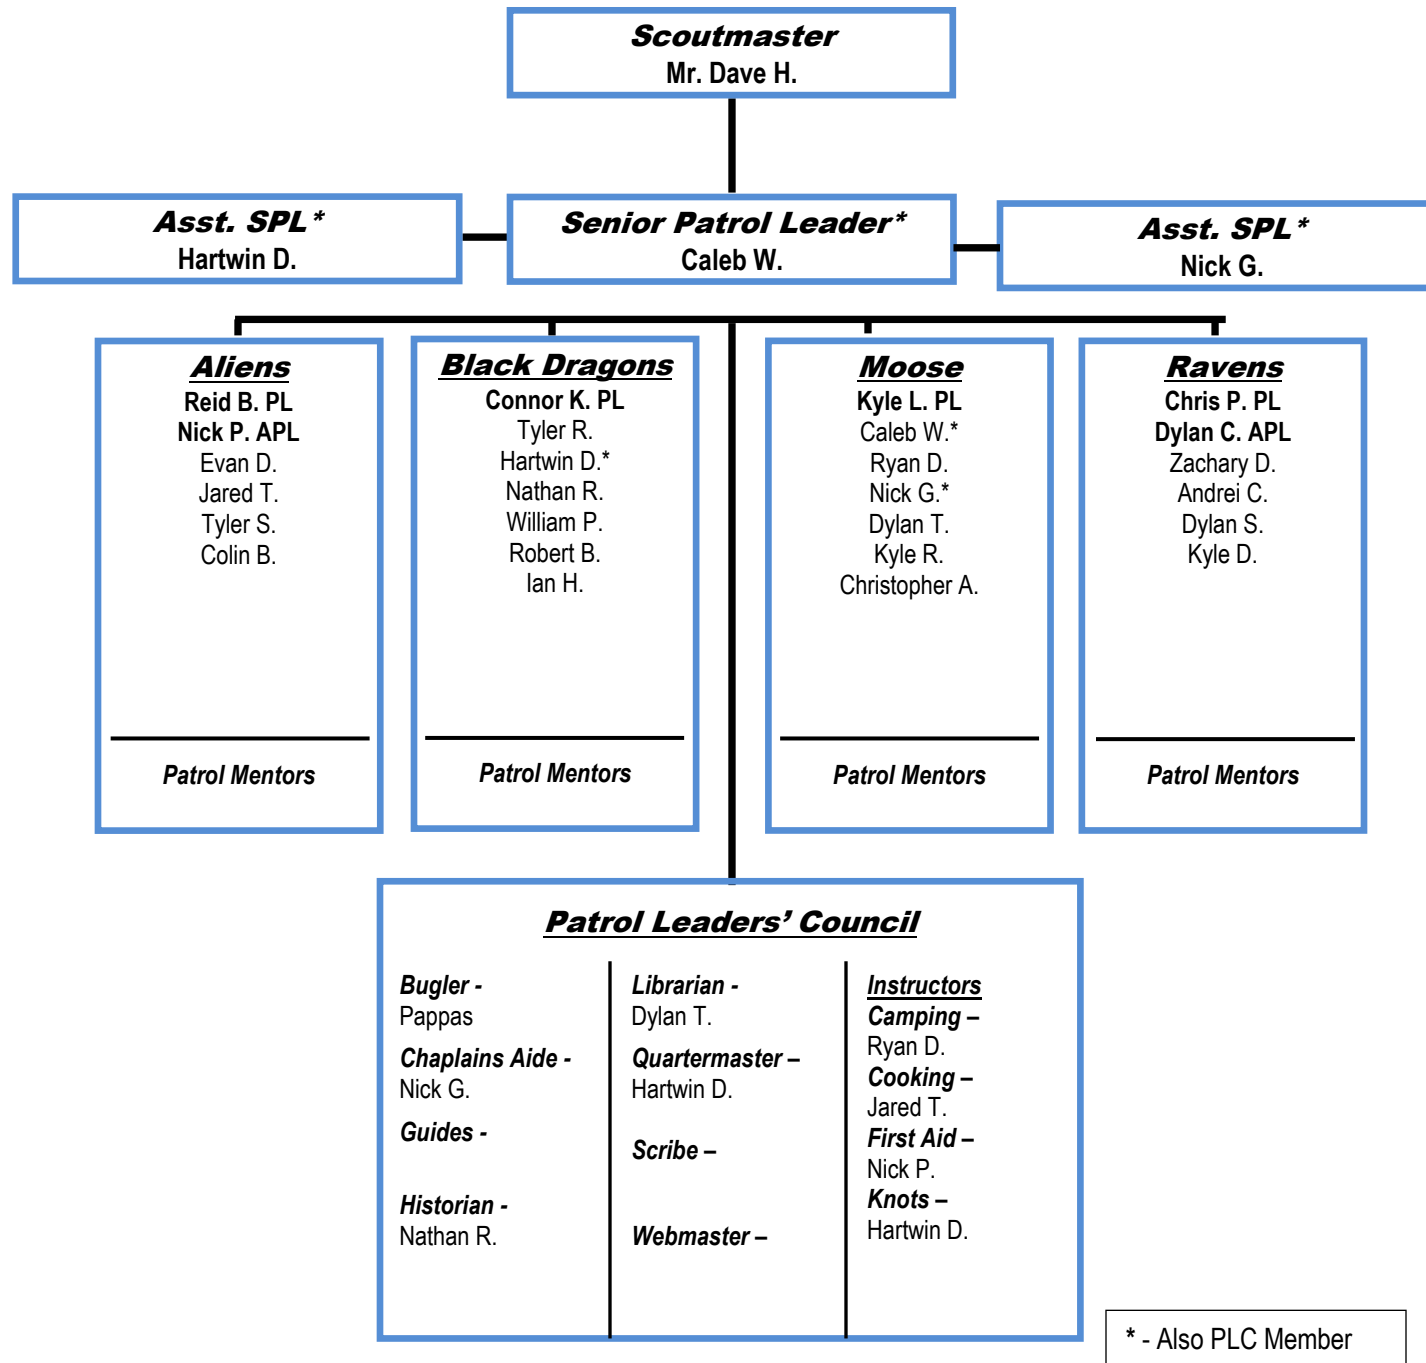 Scoutmaster
Mr. Dave H.
Asst. SPL*
Hartwin D.
Senior Patrol Leader*
Caleb W.
Asst. SPL*
Nick G.
Aliens
Reid B. PL
Nick P. APL
Evan D.
Jared T.
Tyler S.
Colin B.
Patrol Mentors
Black Dragons
Connor K. PL
Tyler R.
Hartwin D.*
Nathan R.
William P.
Robert B.
Ian H.
Patrol Mentors
Moose
Kyle L. PL
Caleb W.*
Ryan D.
Nick G.*
Dylan T.
Kyle R.
Christopher A.
Patrol Mentors
Ravens
Chris P. PL
Dylan C. APL
Zachary D.
Andrei C.
Dylan S.
Kyle D.
Patrol Mentors
Patrol Leaders’ Council
Bugler -
Pappas
Chaplains Aide -
Nick G.
Guides -
Historian -
Nathan R.
Librarian -
Dylan T.
Quartermaster –
Hartwin D.
Scribe –
Webmaster –
Instructors
Camping –
Ryan D.
Cooking –
Jared T.
First Aid –
Nick P.
Knots –
Hartwin D.
* - Also PLC Member